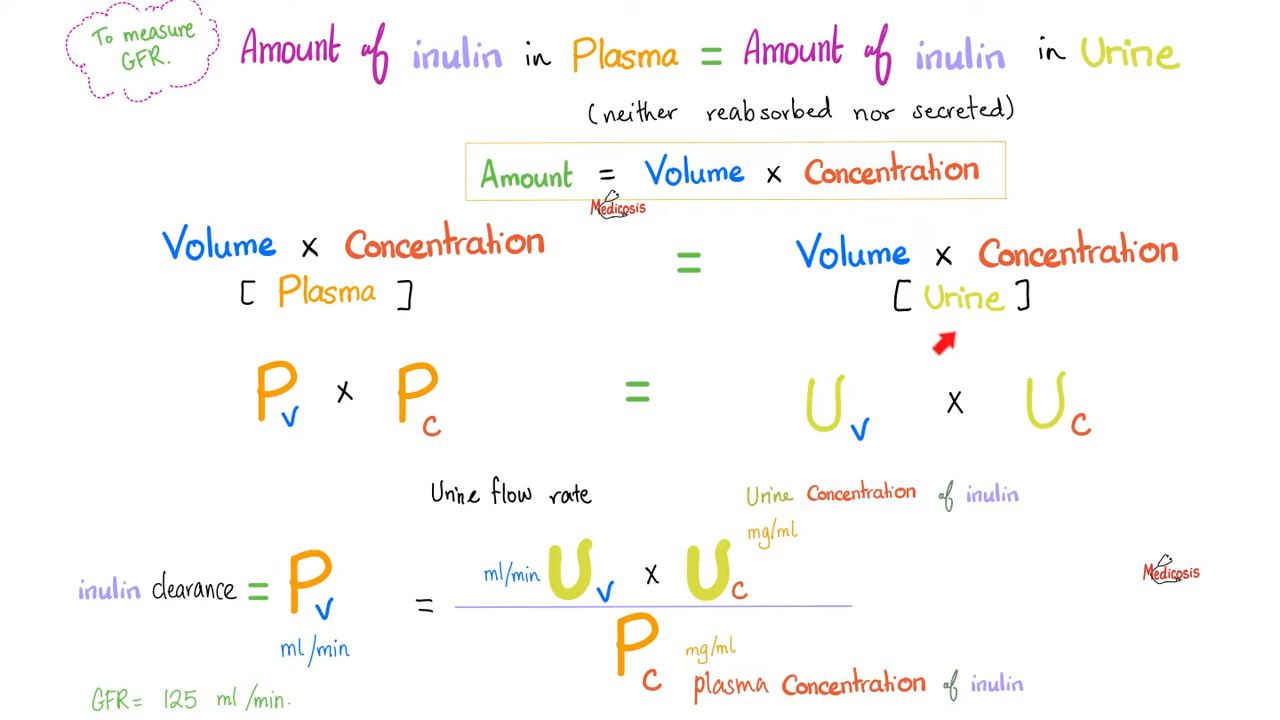 To measure
GFR.
Amount of inulin in Plasma = Amount of inulin in Urine
(neither reabsorbed nor secreted)
Amount = Volume x Concentration
Medicosis
Volume x Concentration = Volume x Concentration
[ Plasma ] [ Urine ]
Pv x Pc = Uv x Uc
Urine flow rate Urine Concentration of inulin
mg/ml
inulin clearance = Pv = ml/min Uv x Uc
Medicosis
ml/min Pc mg/ml
plasma Concentration of inulin
GFR= 125 ml/min.